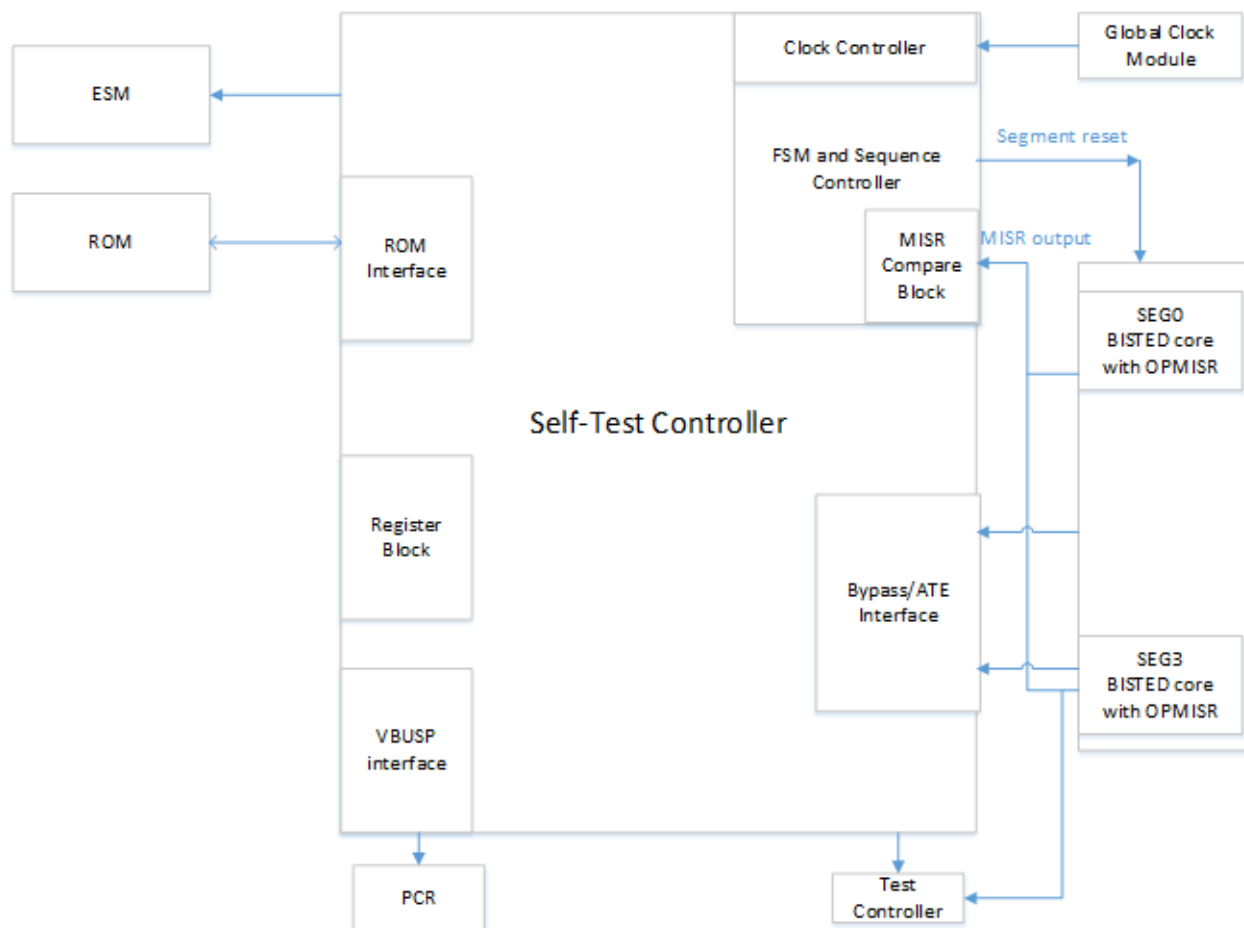 Clock Controller
Global Clock
Module
ESM
Segment reset
FSM and Sequence
Controller
ROM
ROM
Interface
MISR
Compare
Block
MISR output
SEG0
BISTED core
with OPMISR
Self-Test Controller
Register
Block
Bypass/ATE
Interface
SEG3
BISTED core
with OPMISR
VBUSP
interface
PCR
Test
Controller